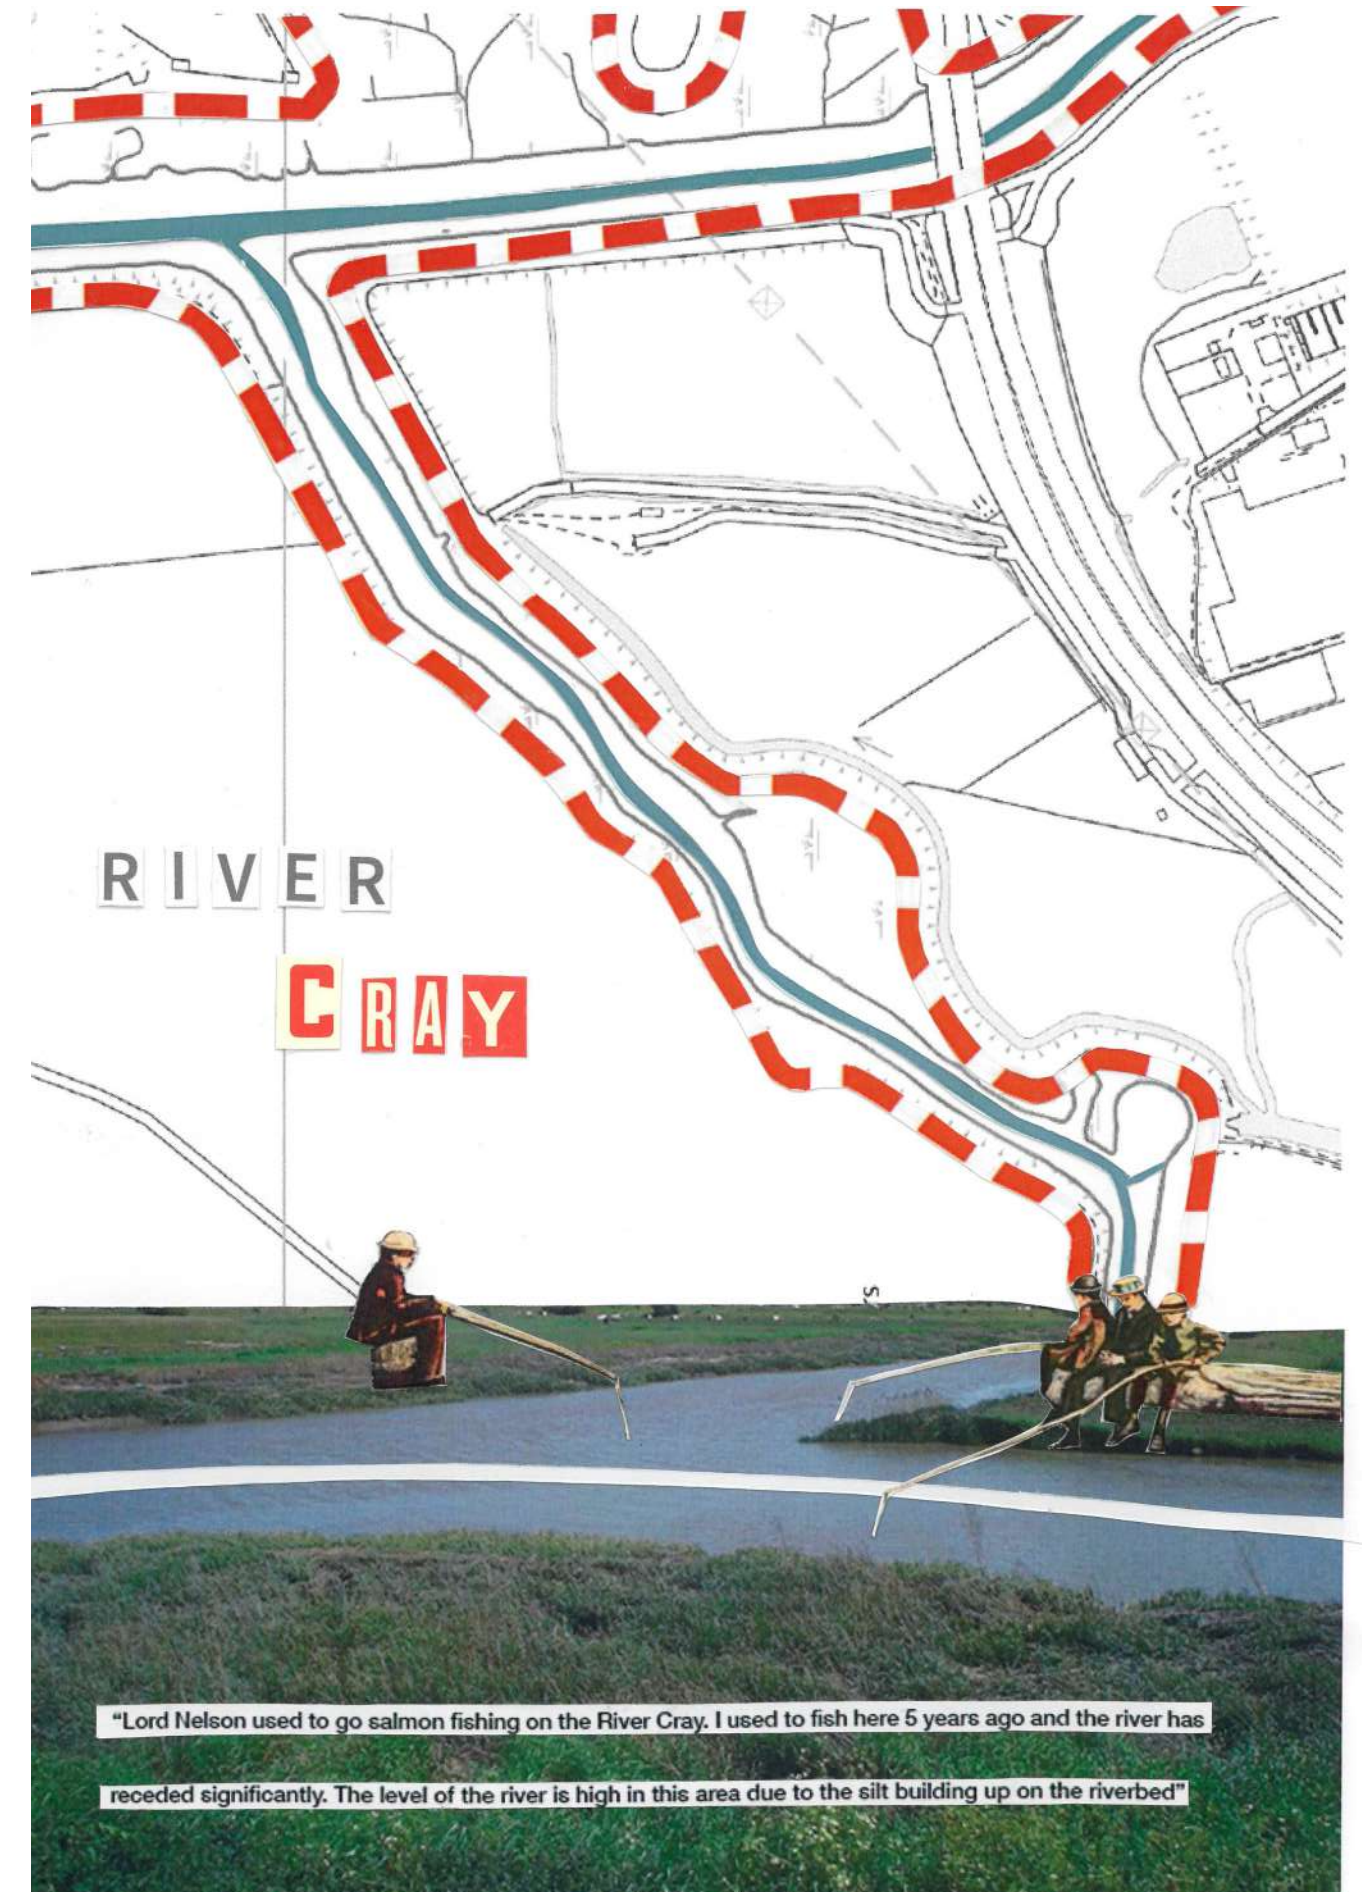 RIVER
CRAY
“Lord Nelson used to go salmon fishing on the River Cray. I used to fish here 5 years ago and the river has
receded significantly. The level of the river is high in this area due to the silt building up on the riverbed”